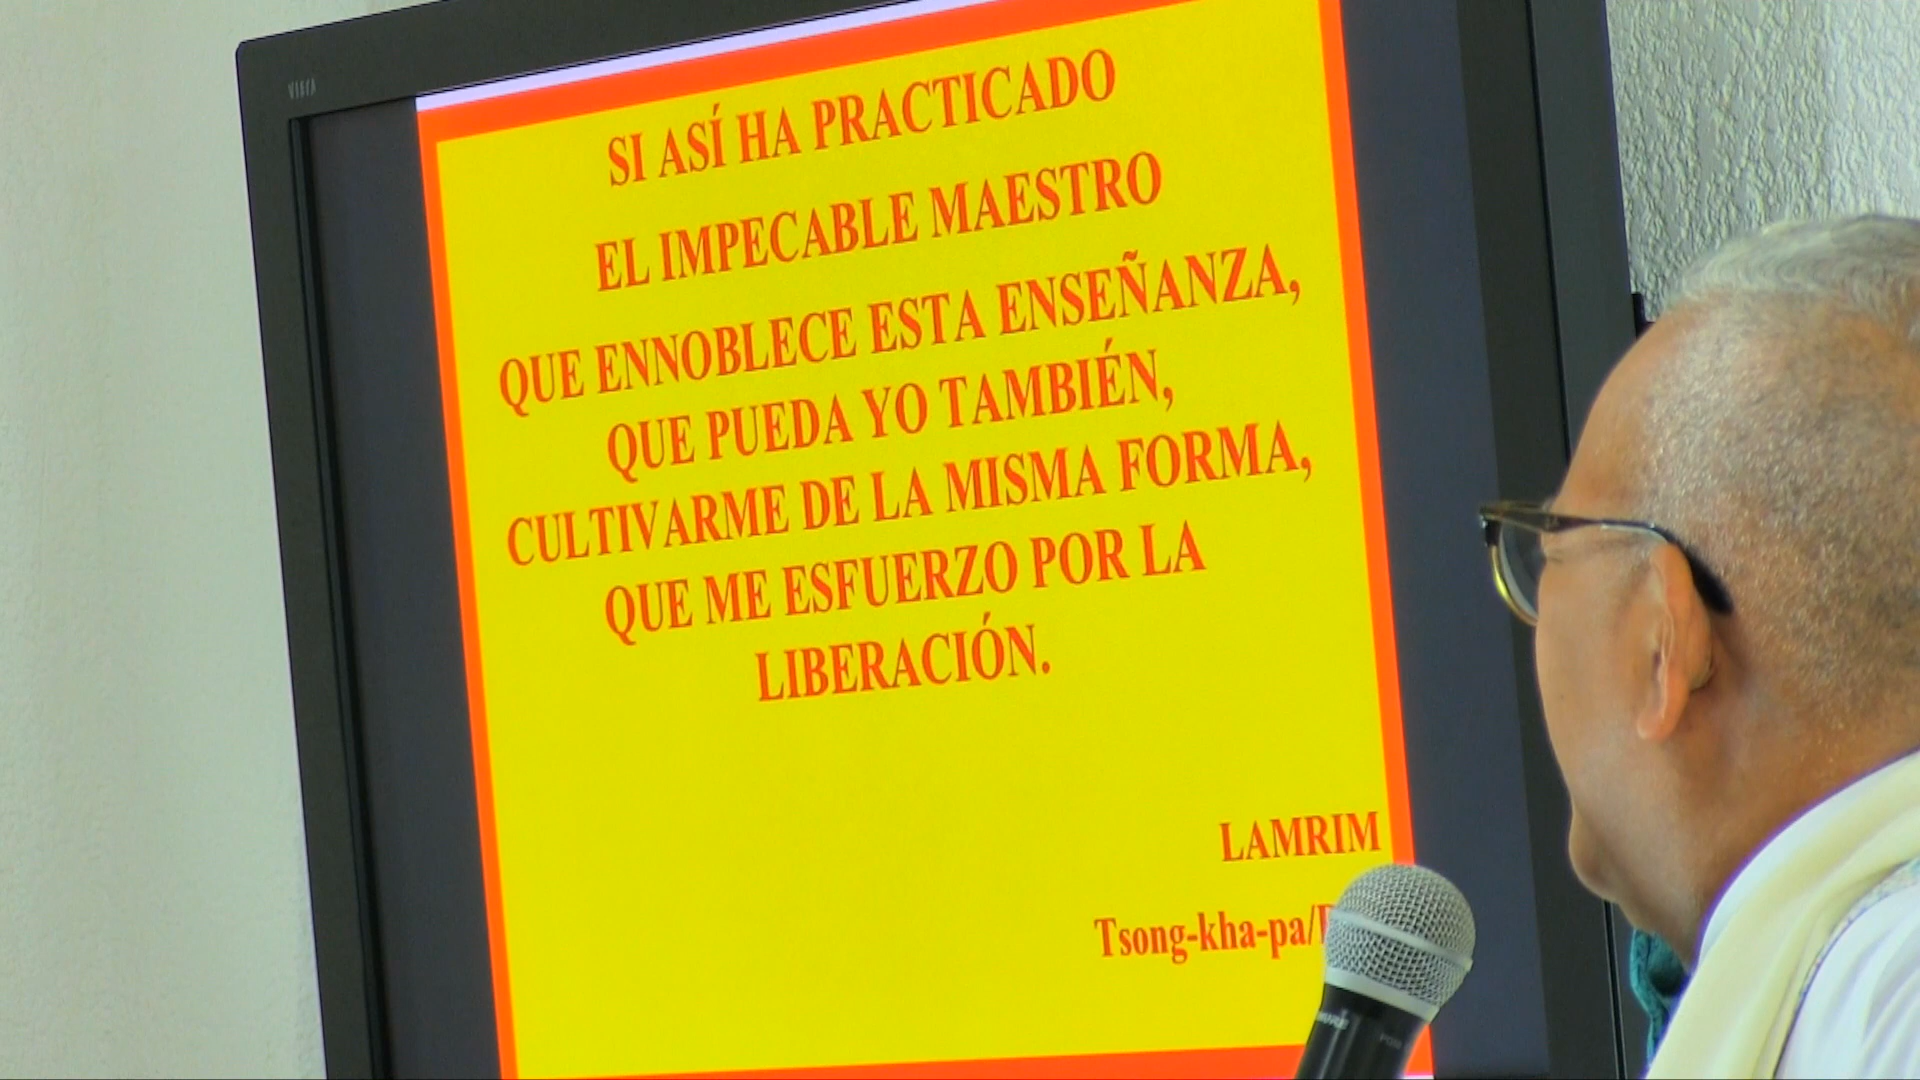 SI ASÍ HA PRACTICADO
EL IMPECABLE MAESTRO
QUE ENNOBLECE ESTA ENSEÑANZA,
QUE PUEDA YO TAMBIÉN,
CULTIVARME DE LA MISMA FORMA,
QUE ME ESFUERZO POR LA
LIBERACIÓN.
LAMRIM
Tsong-kha-pa/